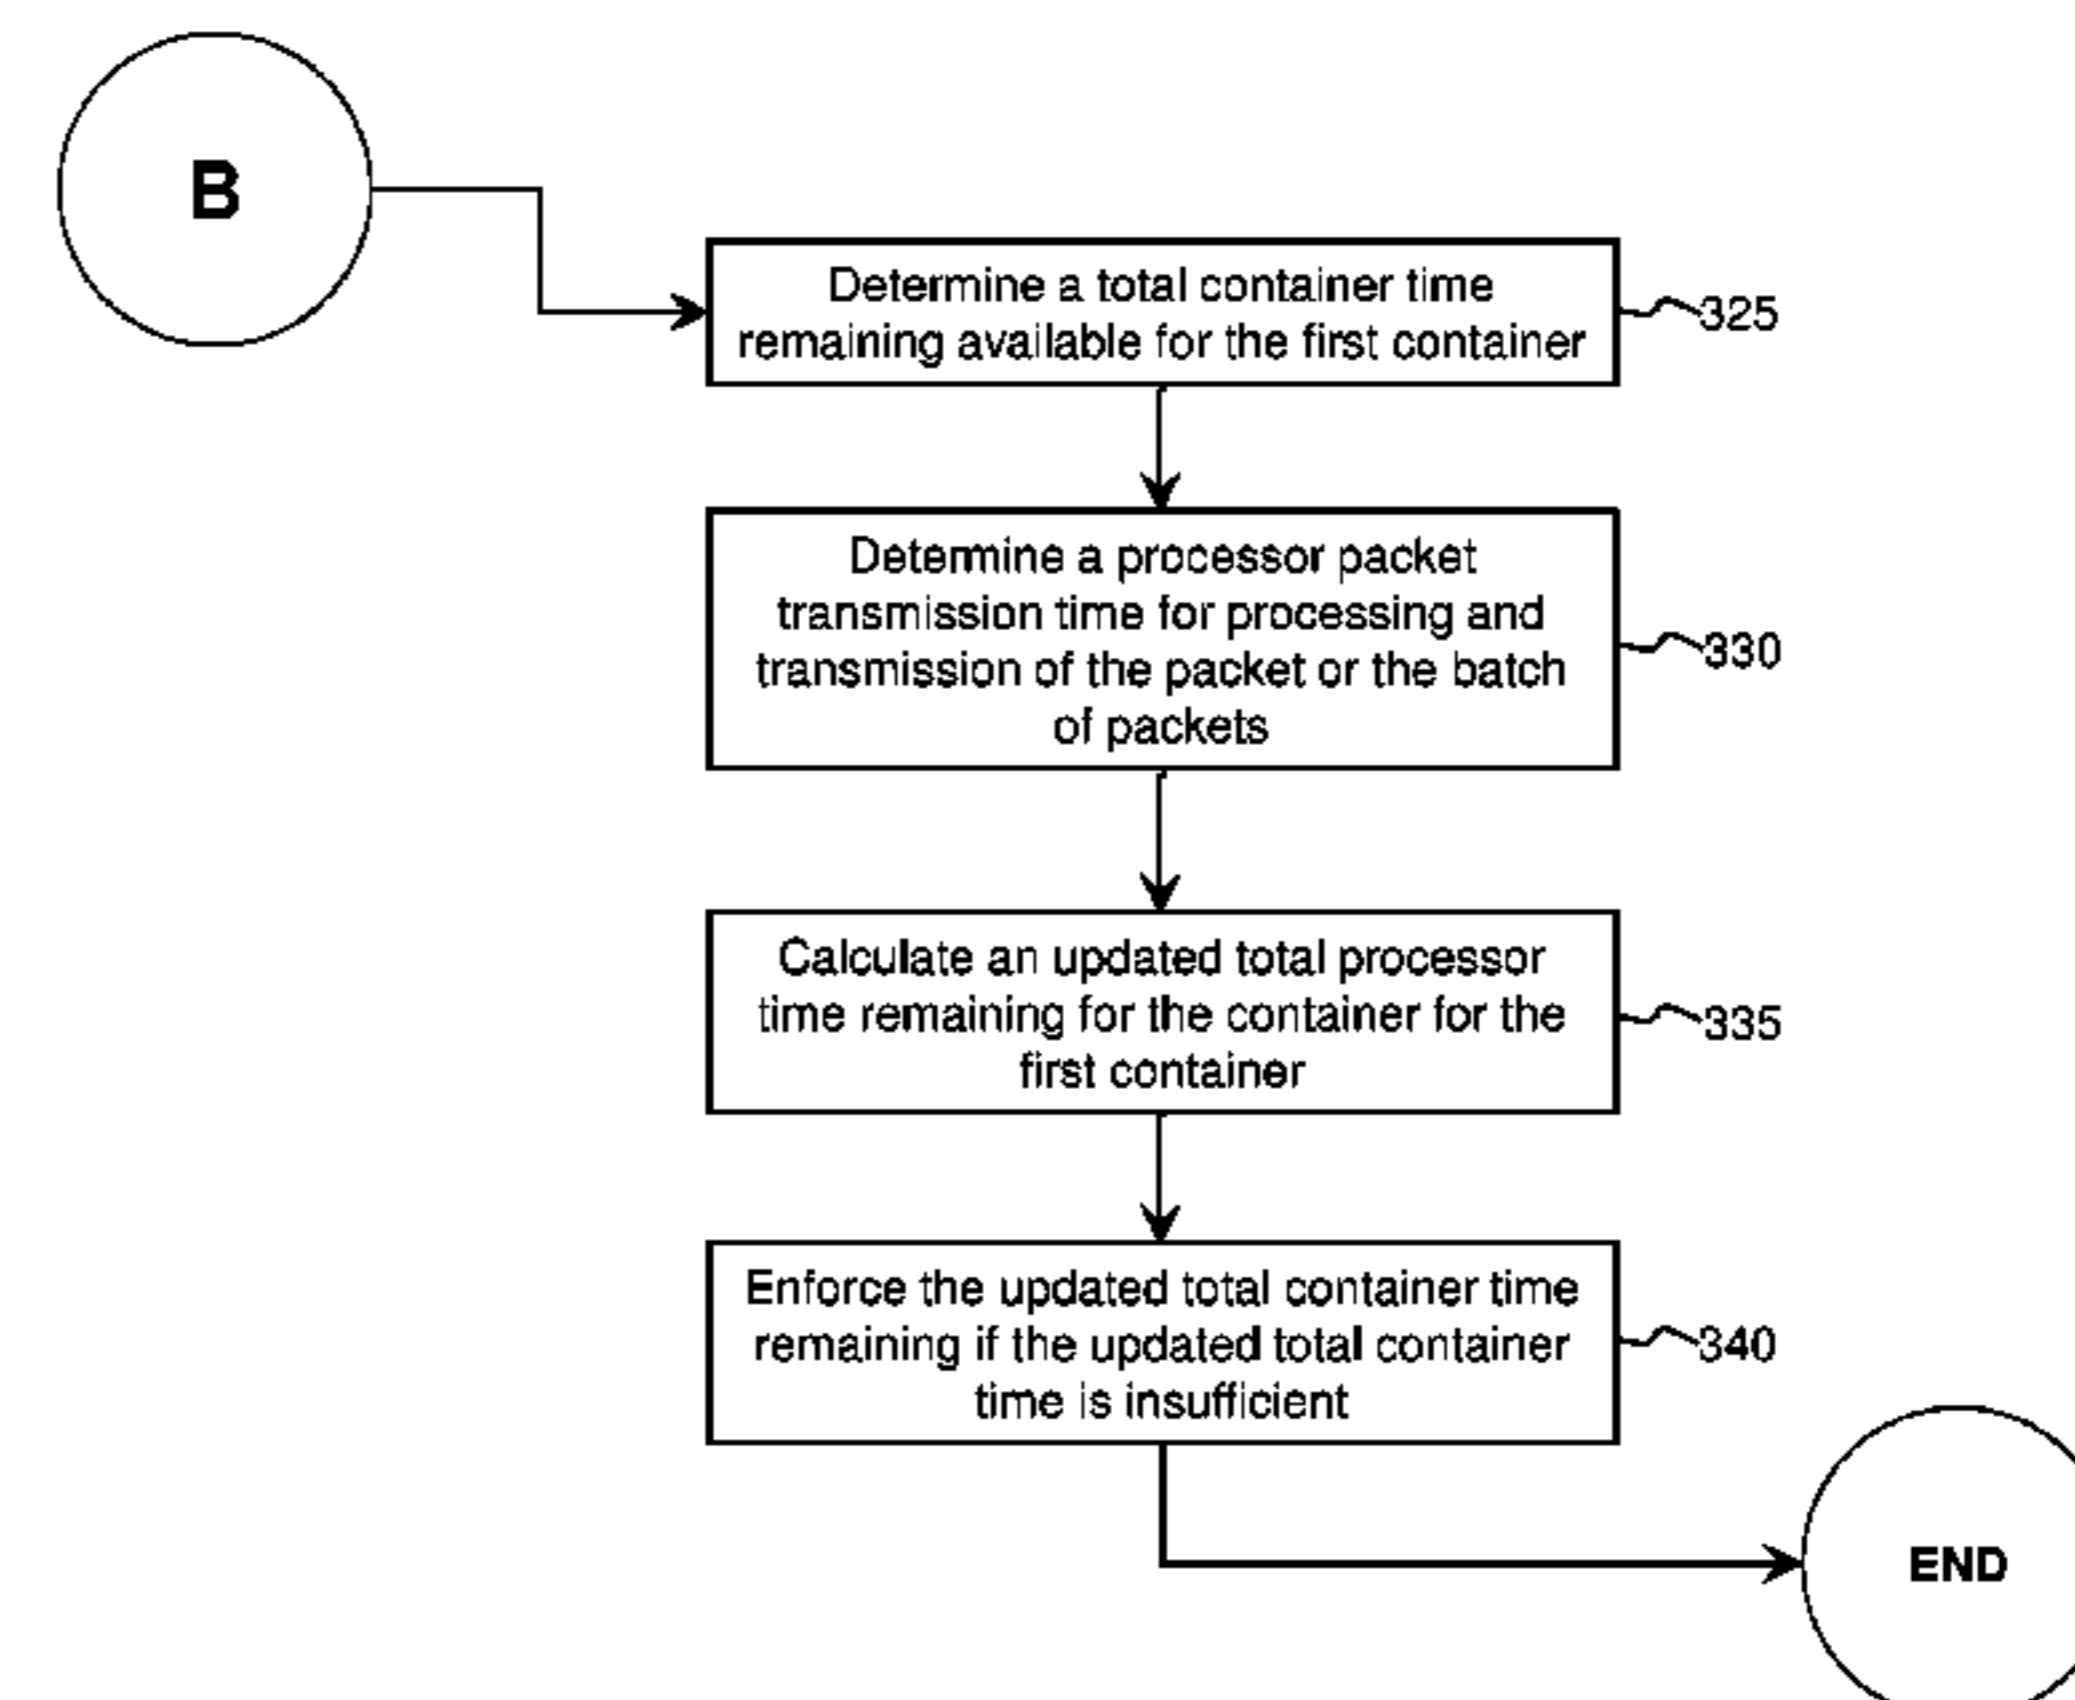 B
Determine a total container time
remaining available for the first container
325
Determine a processor packet
transmission time for processing and
transmission of the packet or the batch
of packets
330
Calculate an updated total processor
time remaining for the container for the
first container
335
Enforce the updated total container time
remaining if the updated total container
time is insufficient
340
END